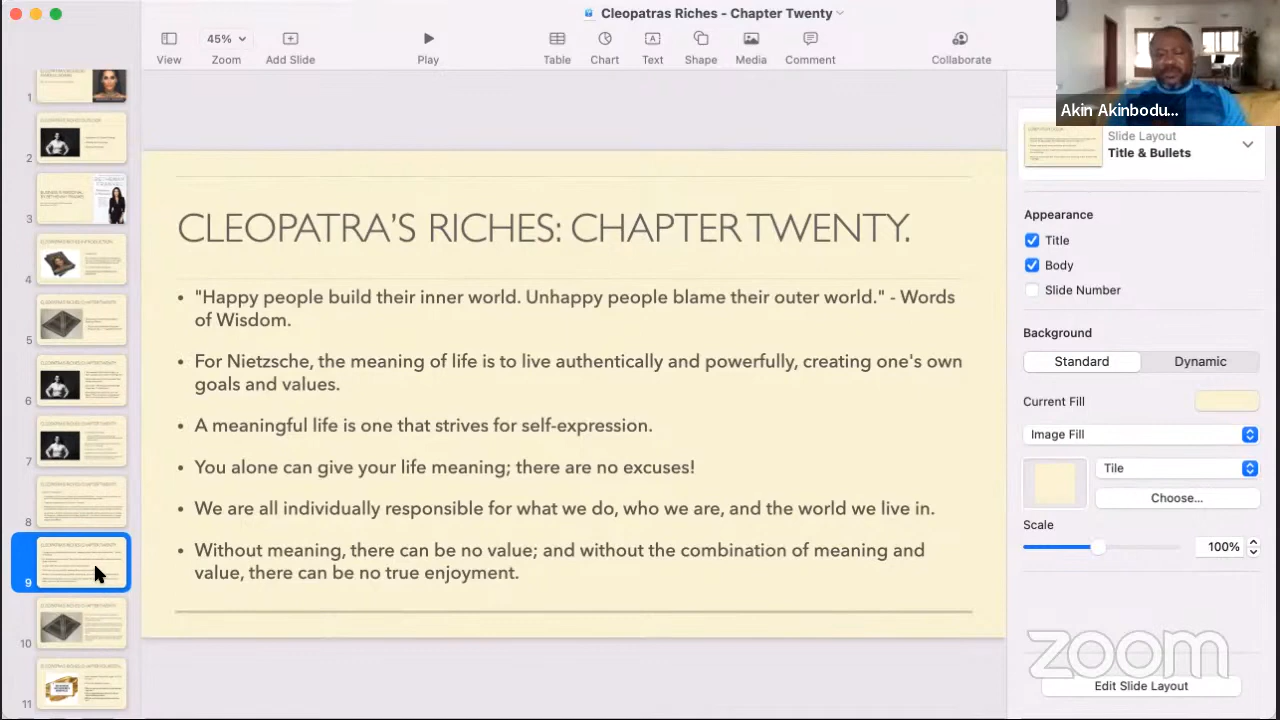 Cleopatras Riches - Chapter Twenty
45%
View
Zoom
Add Slide
Play
Table
Chart
Text
Shape
Media
Comment
Collaborate
Akin Akinbodu...
1
2
3
4
5
6
7
8
9
10
11
CLEOPATRA'S RICHES: CHAPTER TWENTY.
• "Happy people build their inner world. Unhappy people blame their outer world." - Words
of Wisdom.
• For Nietzsche, the meaning of life is to live authentically and powerfully, creating one's own
goals and values.
• A meaningful life is one that strives for self-expression.
• You alone can give your life meaning; there are no excuses!
• We are all individually responsible for what we do, who we are, and the world we live in.
• Without meaning, there can be no value; and without the combination of meaning and
value, there can be no true enjoyment.
Slide Layout
Title & Bullets
Appearance
Title
Body
Slide Number
Background
Standard
Dynamic
Current Fill
Image Fill
Tile
Choose...
Scale
100%
zoom
Edit Slide Layout